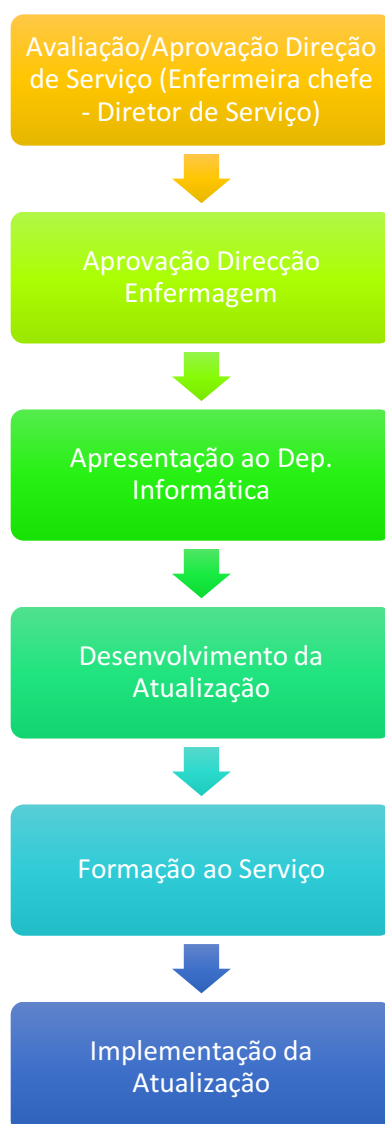 Avaliação/Aprovação Direção
de Serviço (Enfermeira chefe
- Diretor de Serviço)
Aprovação Direcção
Enfermagem
Apresentação ao Dep.
Informática
Desenvolvimento da
Atualização
Formação ao Serviço
Implementação da
Atualização